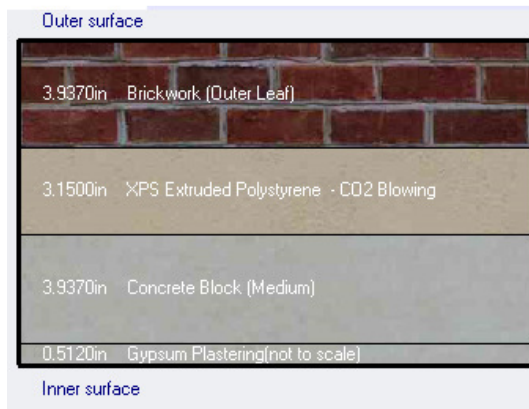 Outer surface
3.9370in Brickwork (Outer Leaf)
3.1500in XPS Extruded Polystyrene - CO2 Blowing
3.9370in Concrete Block (Medium)
0.5120in Gypsum Plastering(not to scale)
Inner surface